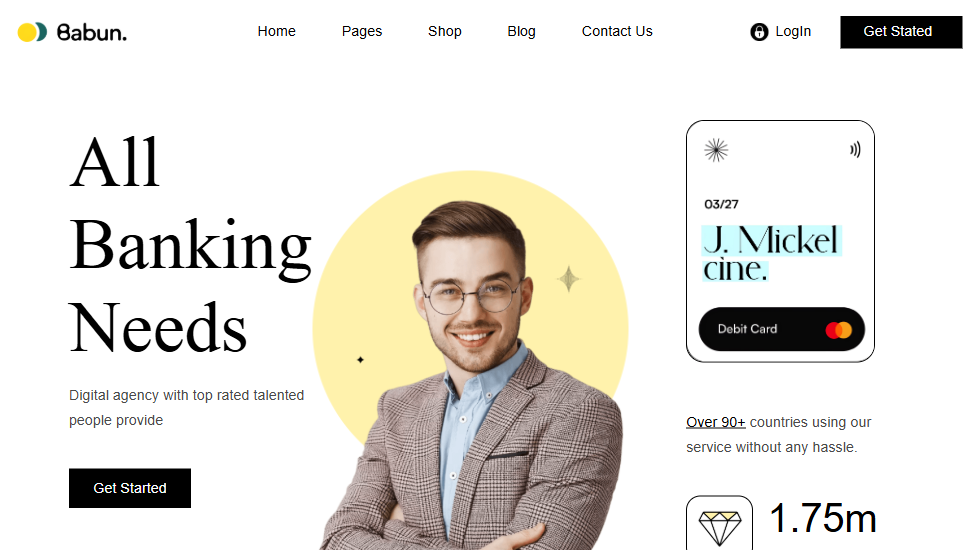 Babun.
Home
Pages
Shop
Blog
Contact Us
LogIn
Get Stated
All
Banking
Needs
Digital agency with top rated talented
people provide
Get Started
03/27
J. Mickel
cine.
Debit Card
Over 90+ countries using our
service without any hassle.
1.75m